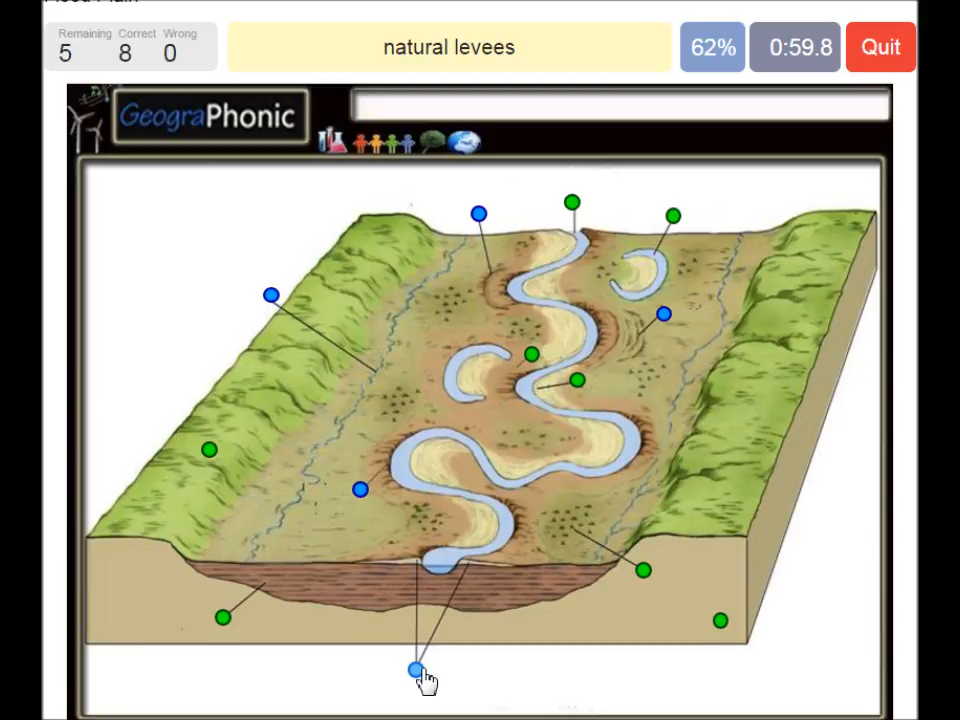 Remaining Correct Wrong
5 8 0
natural levees
62%
0:59.8
Quit
GeograPhonic